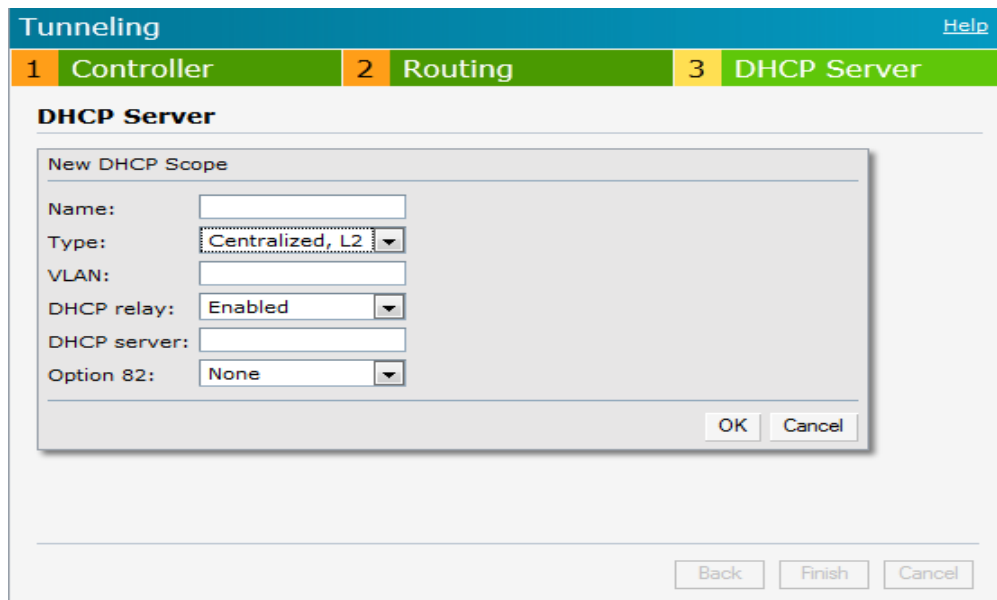 Tunneling Help
1 Controller 2 Routing 3 DHCP Server
DHCP Server
New DHCP Scope
Name:
Type: Centralized, L2
VLAN:
DHCP relay: Enabled
DHCP server:
Option 82: None
OK Cancel
Back Finish Cancel